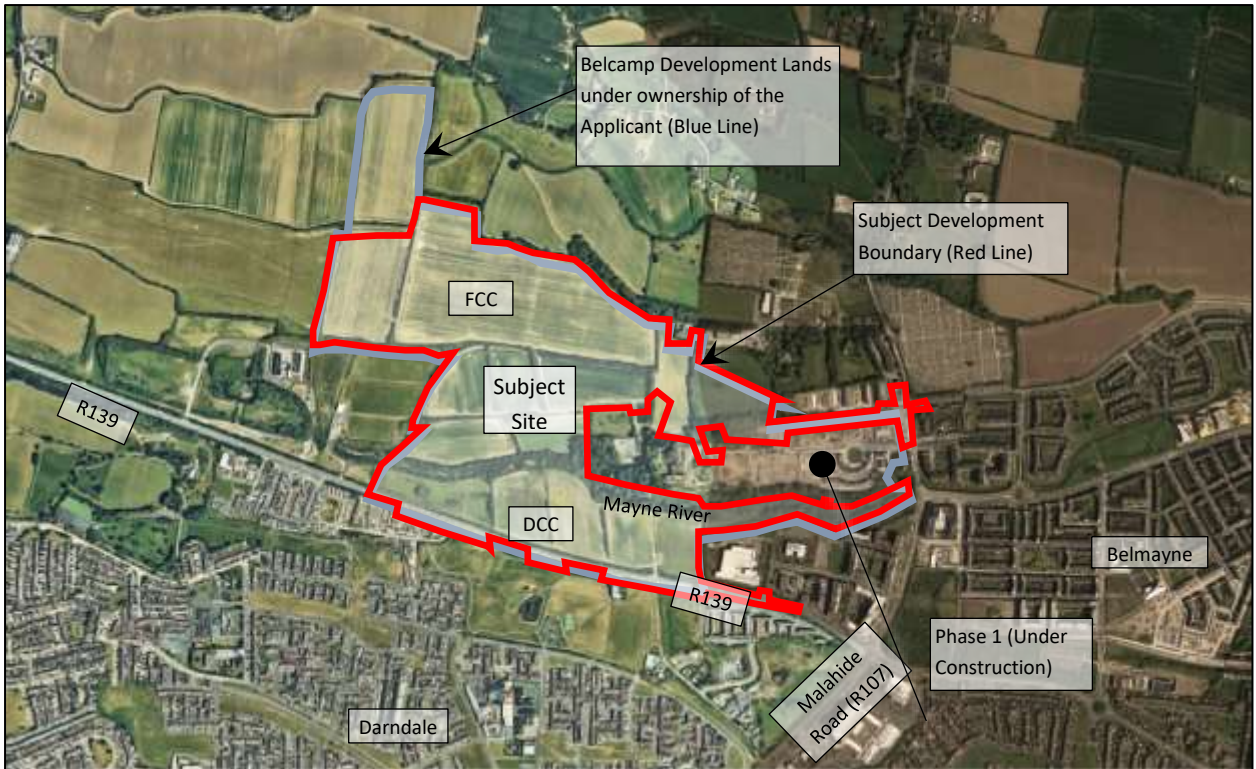 Belcamp Development Lands
under ownership of the
Applicant (Blue Line)
Subject Development
Boundary (Red Line)
FCC
Subject
Site
R139
DCC
Mayne River
Belmayne
R139
Phase 1 (Under
Construction)
Malahide
Road (R107)
Darndale